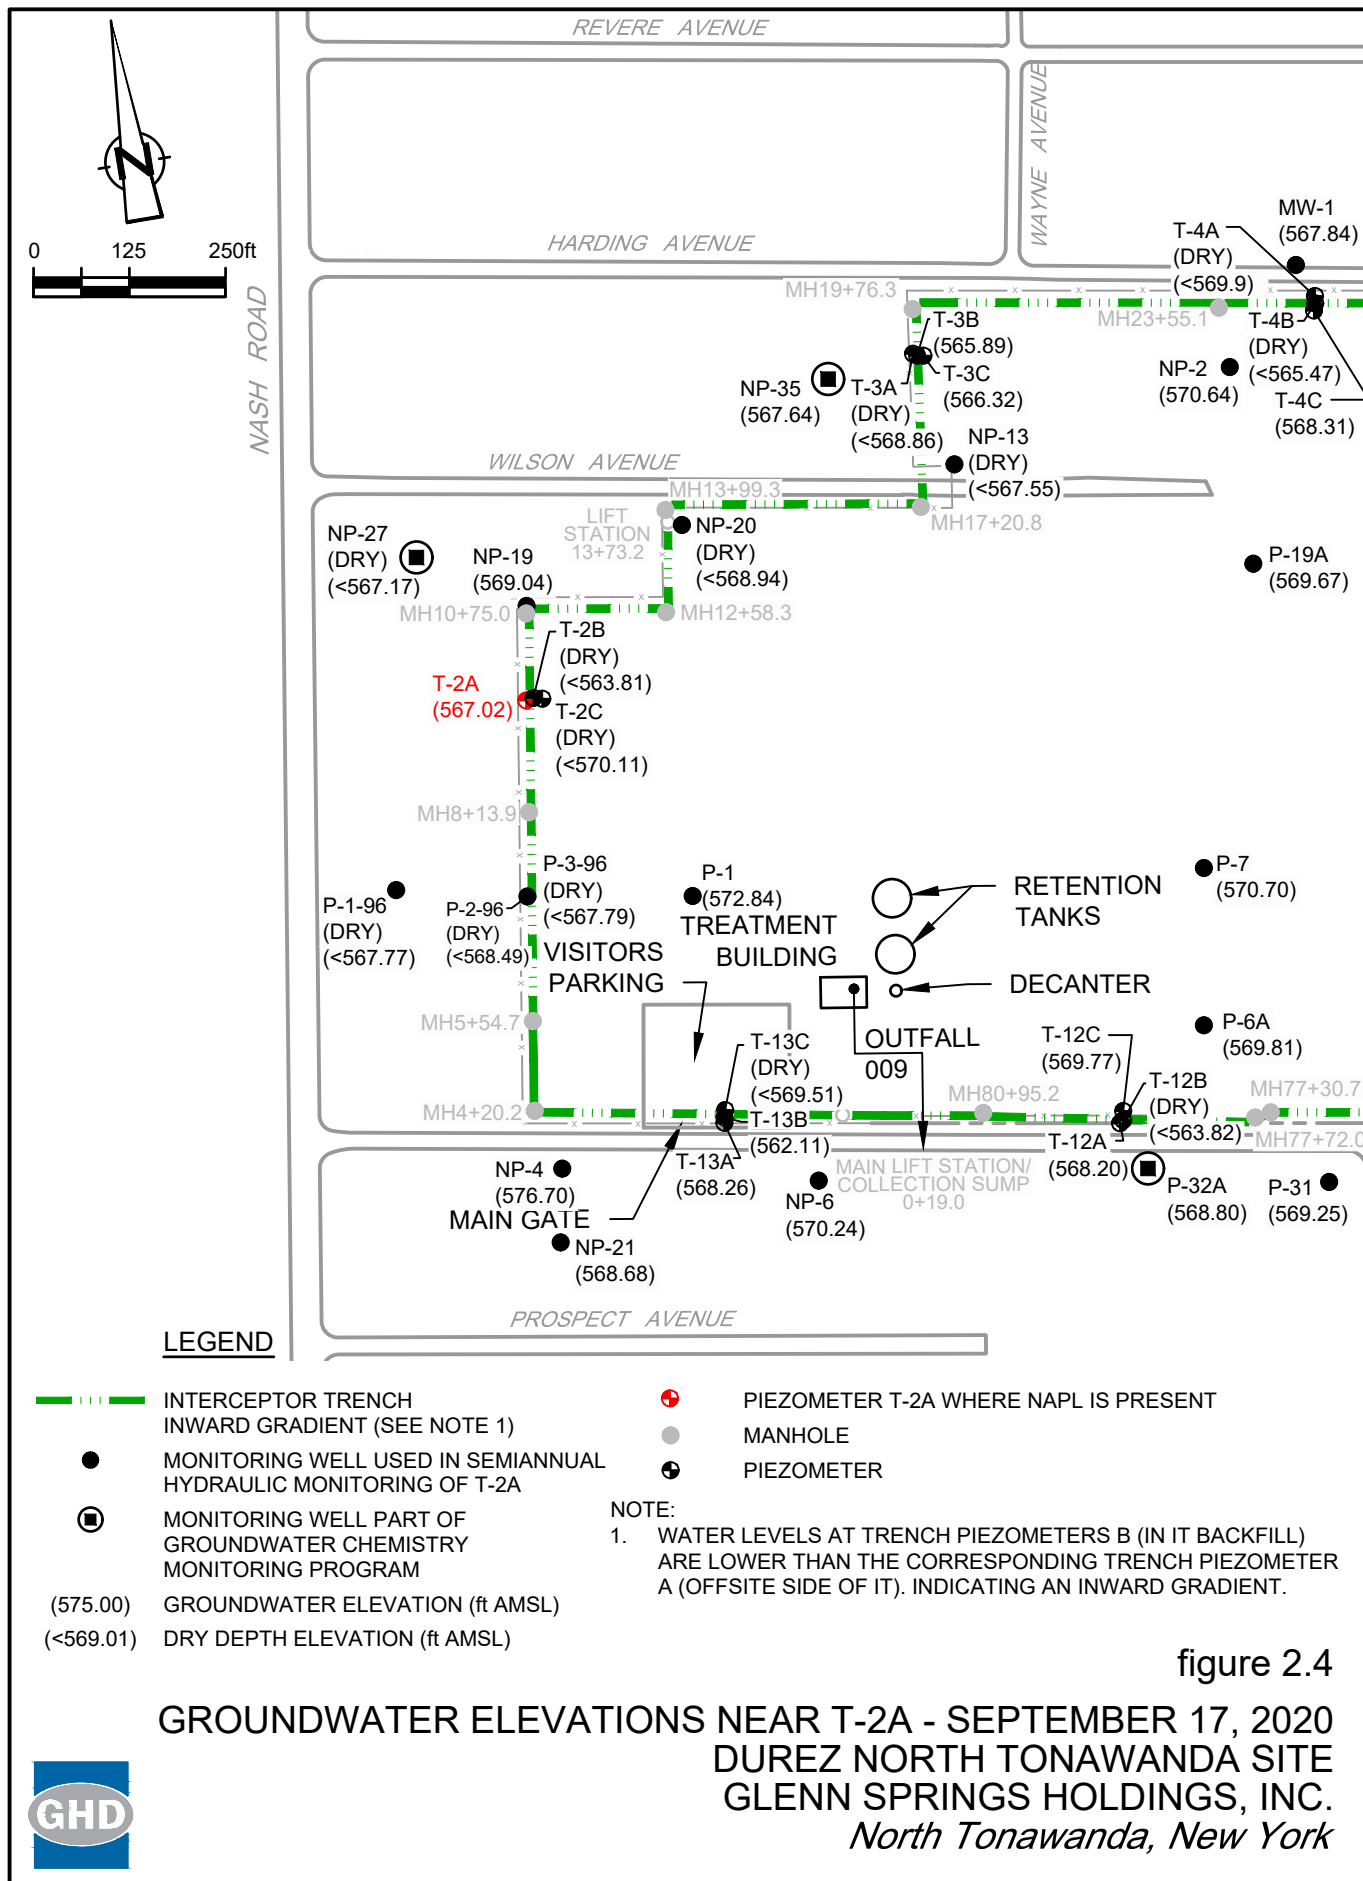 REVERE AVENUE
WAYNE AVENUE
N
0 125 250ft
HARDING AVENUE
NASH ROAD
MW-1
(567.84)
T-4A
(DRY)
(<569.9)
MH19+76.3
MH23+55.1
T-3B
(565.89)
T-4B
(DRY)
(<565.47)
T-3C
(566.32)
NP-2
(570.64)
T-4C
(568.31)
NP-35
(567.64)
T-3A
(DRY)
(<568.86)
NP-13
(DRY)
(<567.55)
WILSON AVENUE
MH13+99.3
MH17+20.8
LIFT
STATION
13+73.2
NP-20
(DRY)
(<568.94)
NP-27
(DRY)
(<567.17)
NP-19
(569.04)
P-19A
(569.67)
MH10+75.0
MH12+58.3
T-2B
(DRY)
(<563.81)
T-2A
(567.02)
T-2C
(DRY)
(<570.11)
MH8+13.9
P-3-96
(DRY)
(<567.79)
P-1
(572.84)
P-7
(570.70)
RETENTION
TANKS
P-1-96
(DRY)
(<567.77)
P-2-96
(DRY)
(<568.49)
TREATMENT
BUILDING
VISITORS
PARKING
DECANTER
MH5+54.7
T-13C
(DRY)
(<569.51)
OUTFALL
009
T-12C
(569.77)
P-6A
(569.81)
MH4+20.2
MH80+95.2
T-12B
(DRY)
(<563.82)
MH77+30.7
T-13B
(562.11)
MH77+72.0
T-12A
(568.20)
T-13A
(568.26)
NP-4
(576.70)
MAIN LIFT STATION/
COLLECTION SUMP
0+19.0
NP-6
(570.24)
P-32A
(568.80)
P-31
(569.25)
MAIN GATE
NP-21
(568.68)
PROSPECT AVENUE
LEGEND
INTERCEPTOR TRENCH
INWARD GRADIENT (SEE NOTE 1)
MONITORING WELL USED IN SEMIANNUAL
HYDRAULIC MONITORING OF T-2A
MONITORING WELL PART OF
GROUNDWATER CHEMISTRY
MONITORING PROGRAM
(575.00) GROUNDWATER ELEVATION (ft AMSL)
(<569.01) DRY DEPTH ELEVATION (ft AMSL)
PIEZOMETER T-2A WHERE NAPL IS PRESENT
MANHOLE
PIEZOMETER
NOTE:
1. WATER LEVELS AT TRENCH PIEZOMETERS B (IN IT BACKFILL)
ARE LOWER THAN THE CORRESPONDING TRENCH PIEZOMETER
A (OFFSITE SIDE OF IT). INDICATING AN INWARD GRADIENT.
figure 2.4
GROUNDWATER ELEVATIONS NEAR T-2A - SEPTEMBER 17, 2020
DUREZ NORTH TONAWANDA SITE
GLENN SPRINGS HOLDINGS, INC.
North Tonawanda, New York
GHD